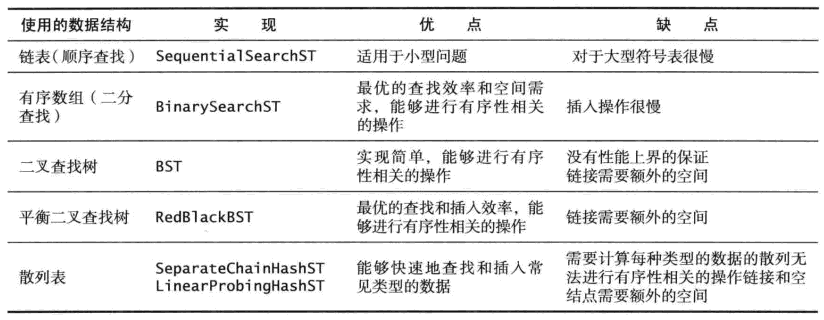 使用的数据结构 实现 优点 缺点
链表(顺序查找) SequentialSearchST 适用于小型问题 对于大型符号表很慢
有序数组(二分
查找)
BinarySearchST
最优的查找效率和空间需
求,能够进行有序性相关
的操作
插入操作很慢
二叉查找树
BST
实现简单,能够进行有序
性相关的操作
没有性能上界的保证
链接需要额外的空间
平衡二叉查找树
RedBlackBST
最优的查找和插入效率,能
够进行有序性相关的操作
链接需要额外的空间
散列表
SeparateChainHashST
LinearProbingHashST
能够快速地查找和插入常
见类型的数据
需要计算每种类型的数据的散列无
法进行有序性相关的操作链接和空
结点需要额外的空间